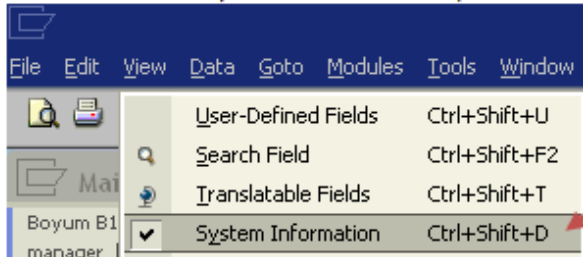 File Edit View Data Goto Modules Tools Window
User-Defined Fields Ctrl+Shift+U
Search Field Ctrl+Shift+F2
Translatable Fields Ctrl+Shift+T
System Information Ctrl+Shift+D
Mai
Boyum B1
manager